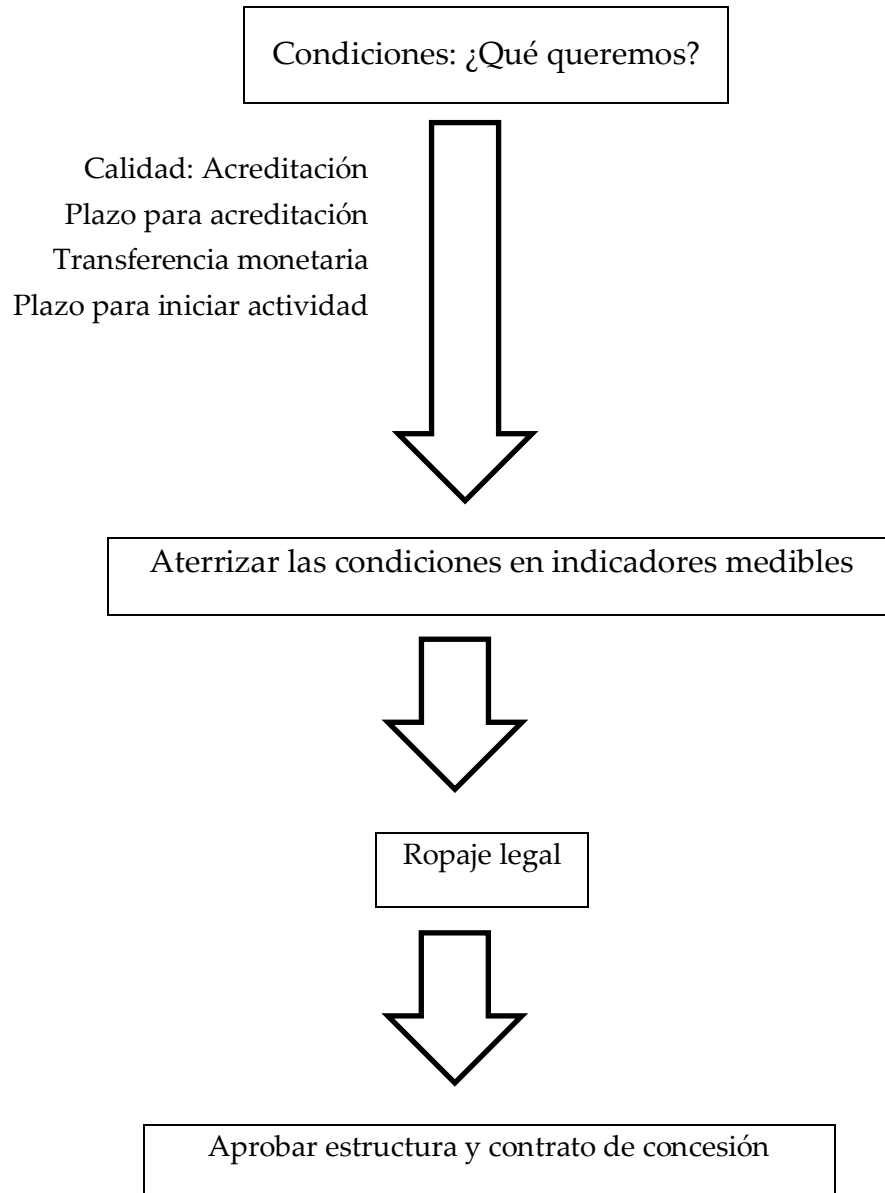 Condiciones: ¿Qué queremos?
Calidad: Acreditación
Plazo para acreditación
Transferencia monetaria
Plazo para iniciar actividad
Aterrizar las condiciones en indicadores medibles
Ropaje legal
Aprobar estructura y contrato de concesión